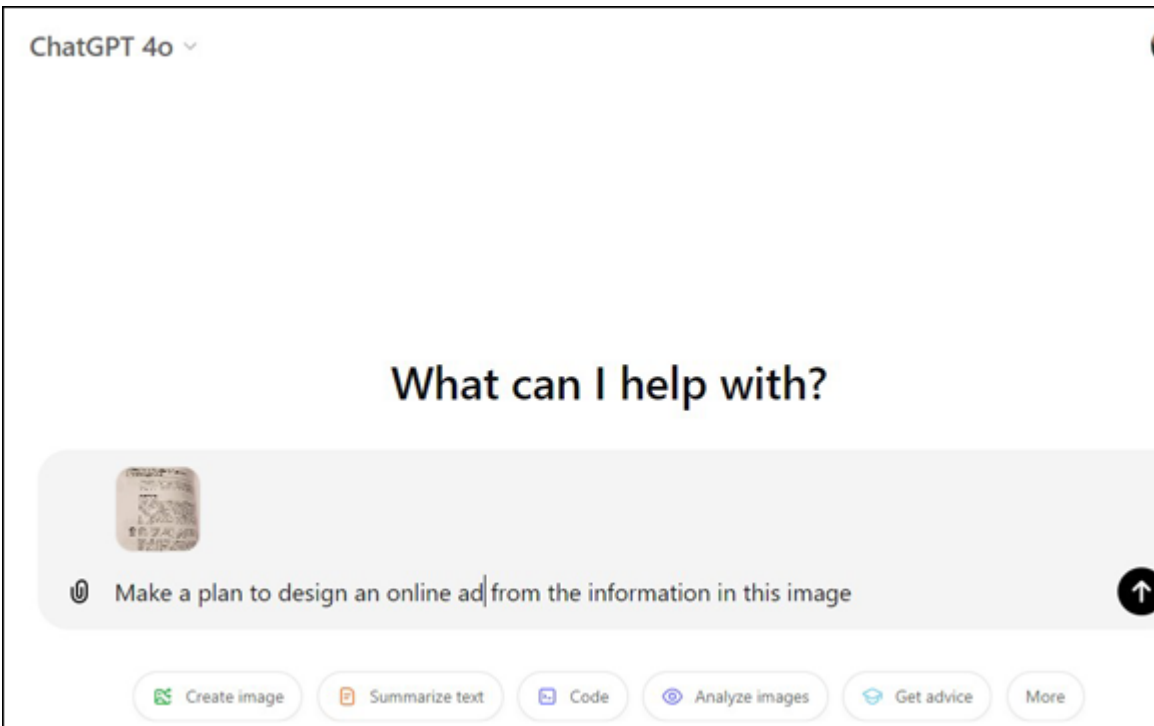 ChatGPT 4o
What can I help with?
Make a plan to design an online ad from the information in this image
Create image
Summarize text
Code
Analyze images
Get advice
More